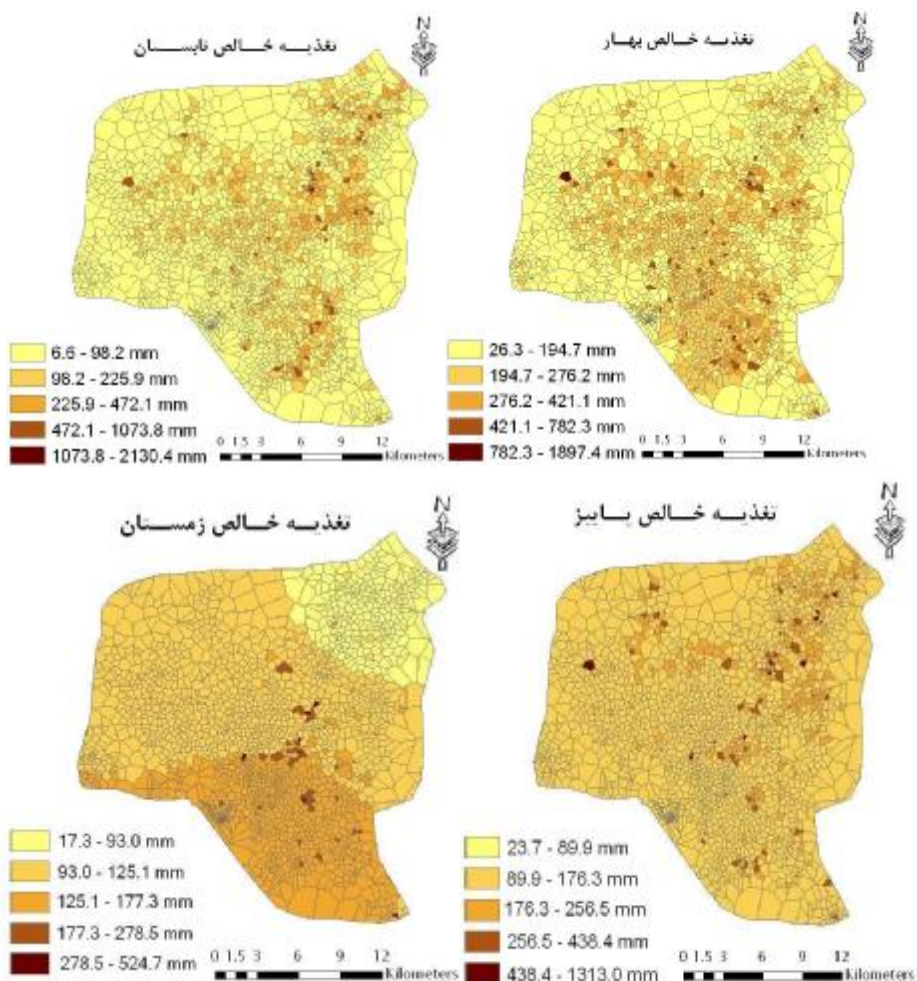 تغذیه خالص تابستان
N
6.6 - 98.2 mm
98.2 - 225.9 mm
225.9 - 472.1 mm
472.1 - 1073.8 mm
1073.8 - 2130.4 mm
0 1.5 3 6 9 12
Kilometers
تغذیه خالص بهار
N
26.3 - 194.7 mm
194.7 - 276.2 mm
276.2 - 421.1 mm
421.1 - 782.3 mm
782.3 - 1897.4 mm
0 1.5 3 6 9 12
Kilometers
تغذیه خالص زمستان
N
17.3 - 93.0 mm
93.0 - 125.1 mm
125.1 - 177.3 mm
177.3 - 278.5 mm
278.5 - 524.7 mm
0 1.5 3 6 9 12
Kilometers
تغذیه خالص پاییز
N
23.7 - 89.9 mm
89.9 - 176.3 mm
176.3 - 256.5 mm
256.5 - 438.4 mm
438.4 - 1313.0 mm
0 1.5 3 6 9 12
Kilometers